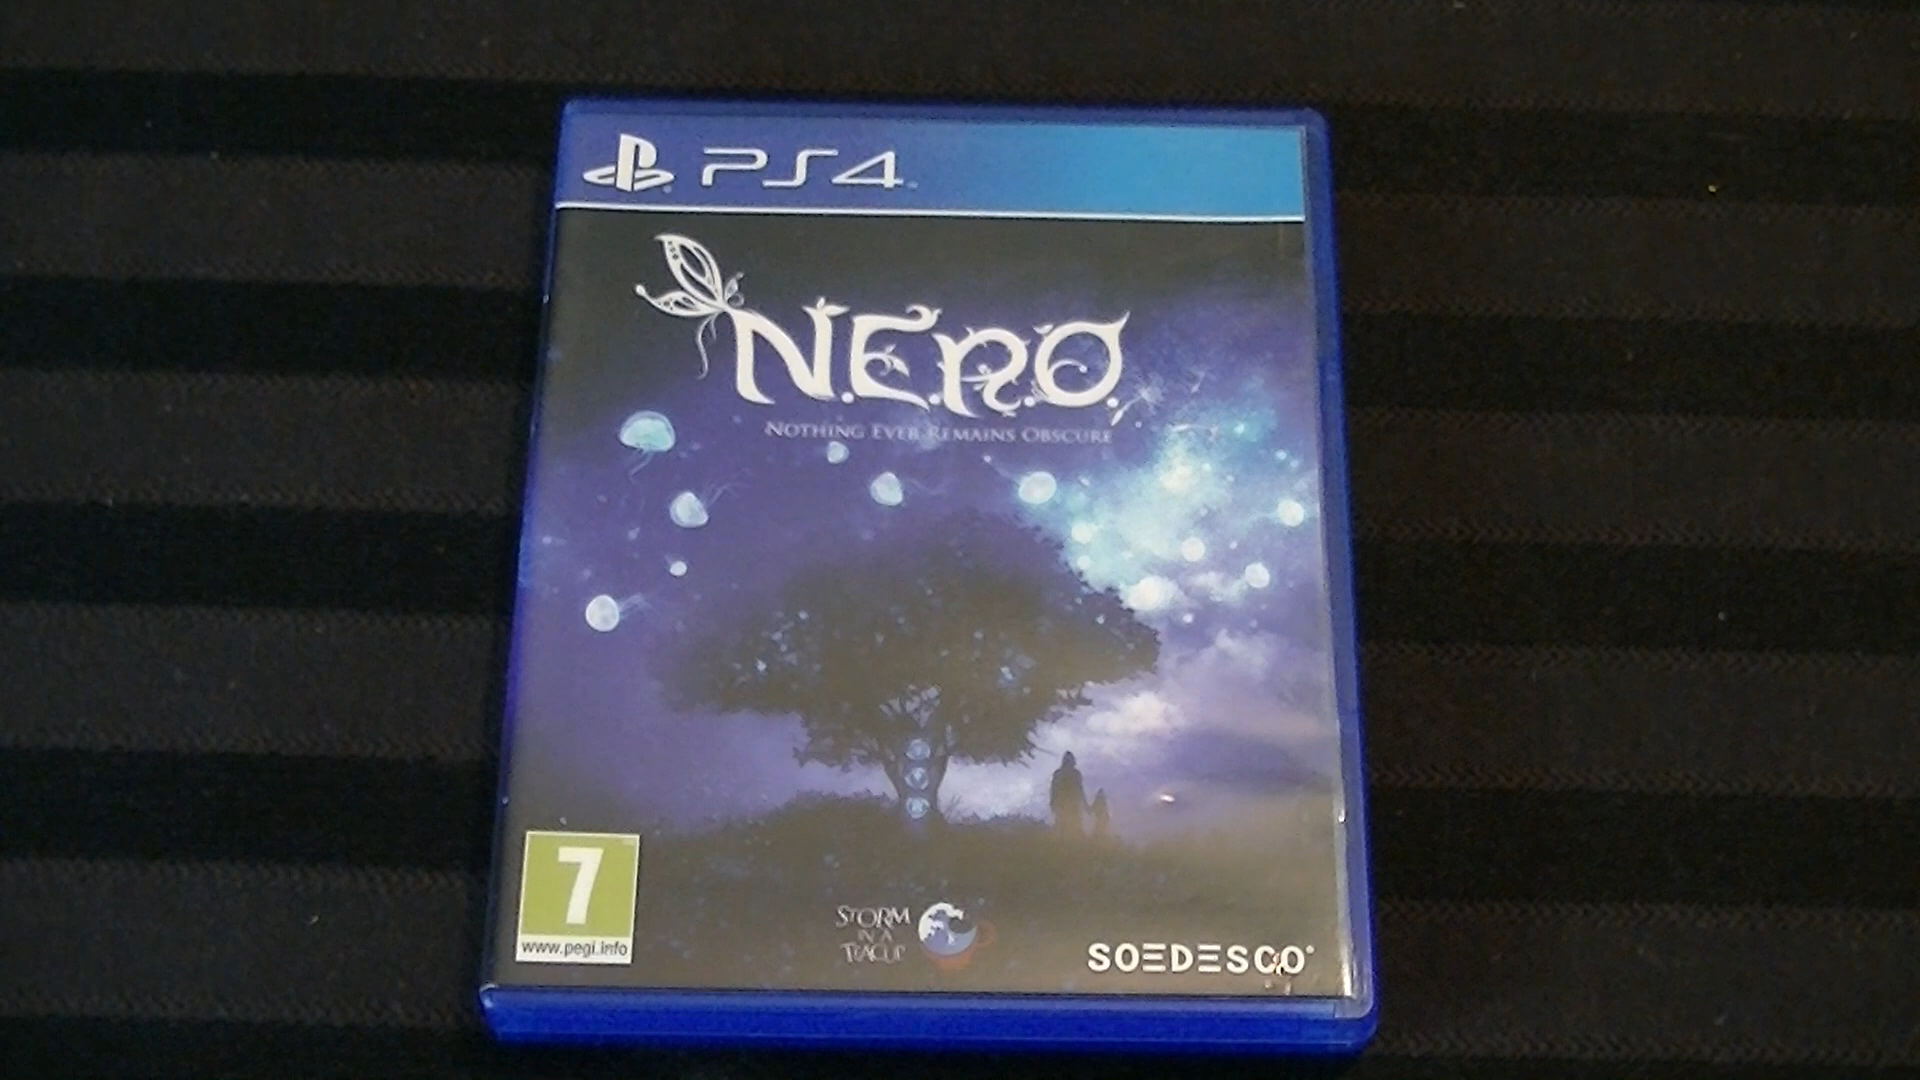 PS4
N.E.R.O.
NOTHING EVER REMAINS OBSCURE
7
www.pegi.info
STORM
IN A
TEACUP
SOEDESCO